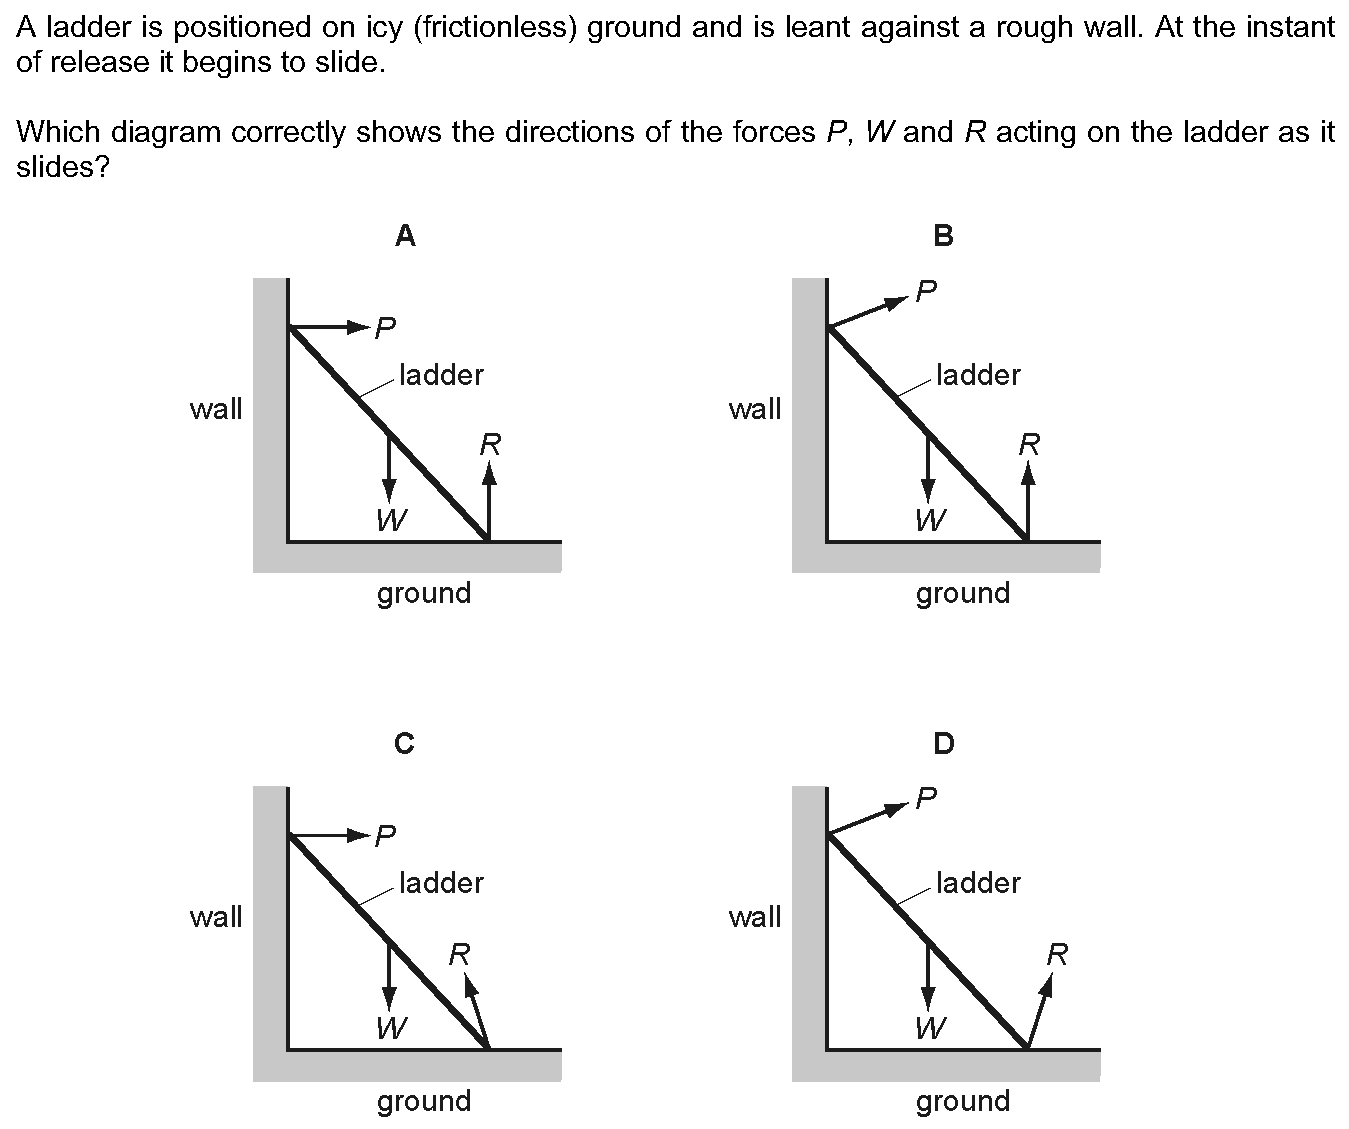 A ladder is positioned on icy (frictionless) ground and is leant against a rough wall. At the instant
of release it begins to slide.
Which diagram correctly shows the directions of the forces P, W and R acting on the ladder as it
slides?
A
P
ladder
wall
R
W
ground
B
P
ladder
wall
R
W
ground
C
P
ladder
wall
R
W
ground
D
P
ladder
wall
R
W
ground